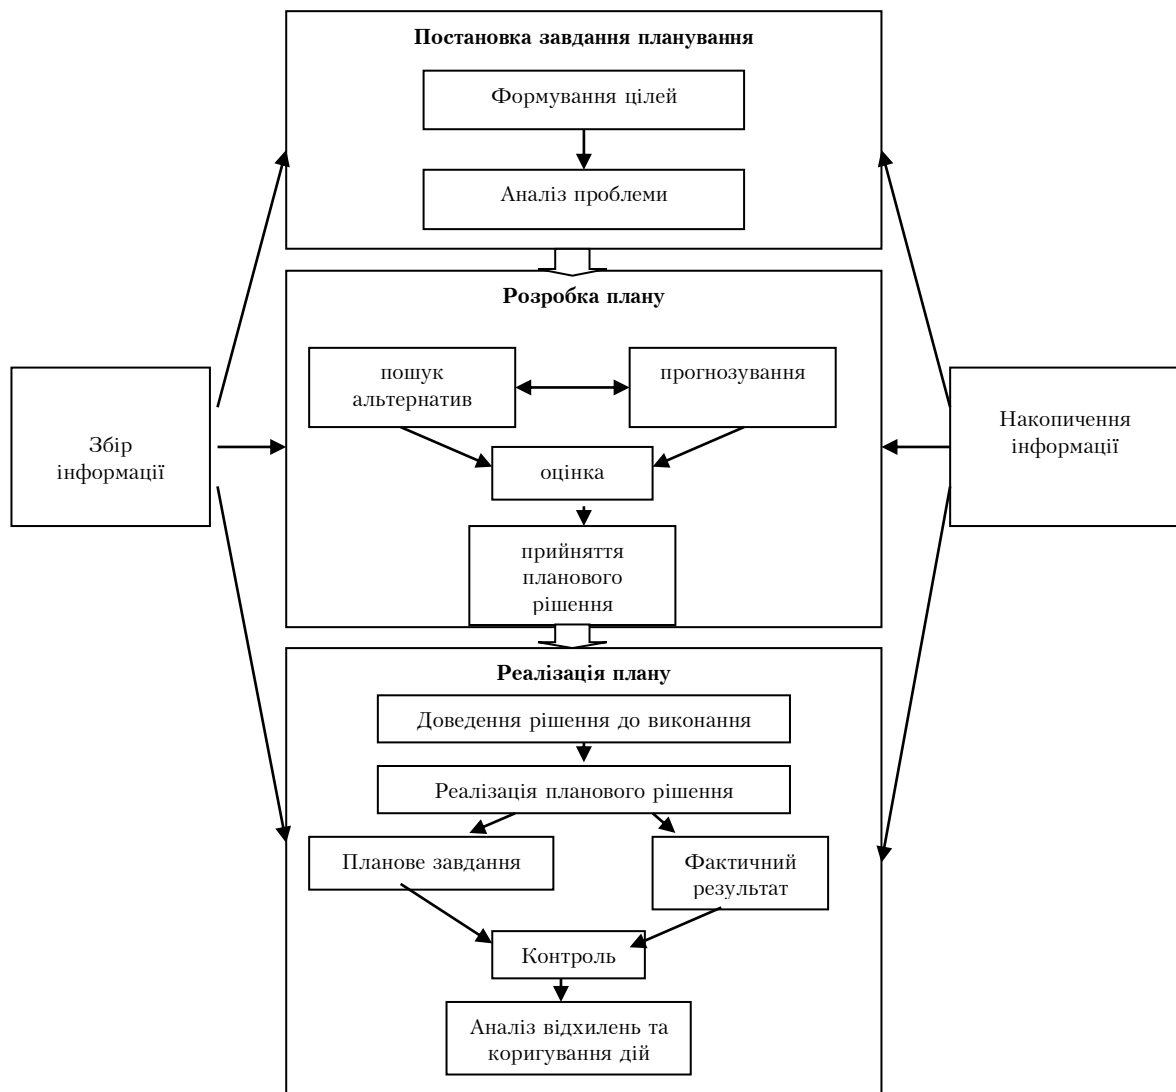 Постановка завдання планування
Формування цілей
Аналіз проблеми
Розробка плану
пошук
альтернатив
прогнозування
Збір
інформації
Накопичення
інформації
оцінка
прийняття
планового
рішення
Реалізація плану
Доведення рішення до виконання
Реалізація планового рішення
Планове завдання
Фактичний
результат
Контроль
Аналіз відхилень та
коригування дій